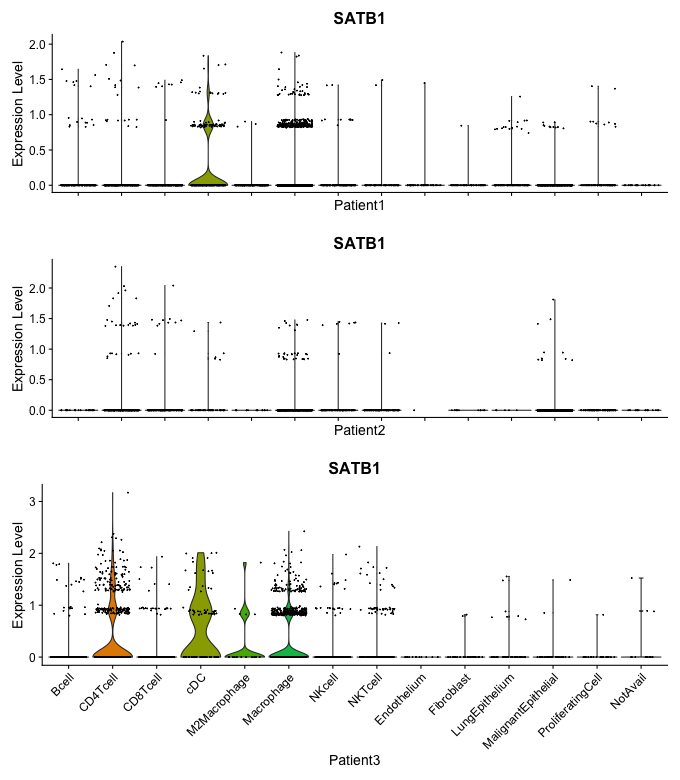 SATB1
Expression Level
2.0
1.5
1.0
0.5
0.0
Patient1
SATB1
Expression Level
2.0
1.5
1.0
0.5
0.0
Patient2
SATB1
Expression Level
3
2
1
0
Bcell
CD4Tcell
CD8Tcell
cDC
M2Macrophage
Macrophage
NKcell
NKTcell
Endothelium
Fibroblast
LungEpithelium
MalignantEpithelial
ProliferatingCell
NotAvail
Patient3